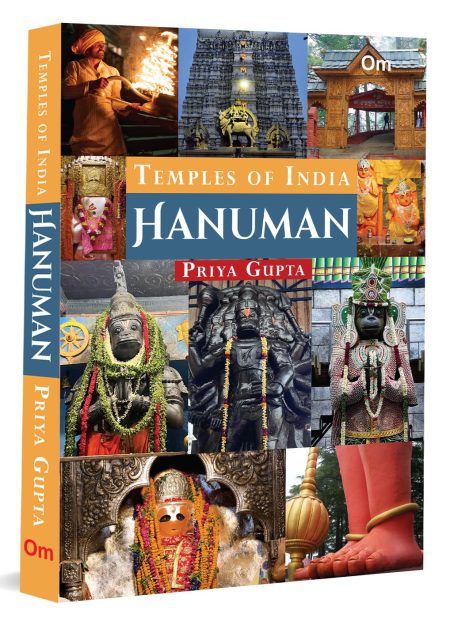 Om
TEMPLES OF INDIA
HANUMAN
PRIYA GUPTA
TEMPLES OF INDIA
HANUMAN
PRIYA GUPTA
Om